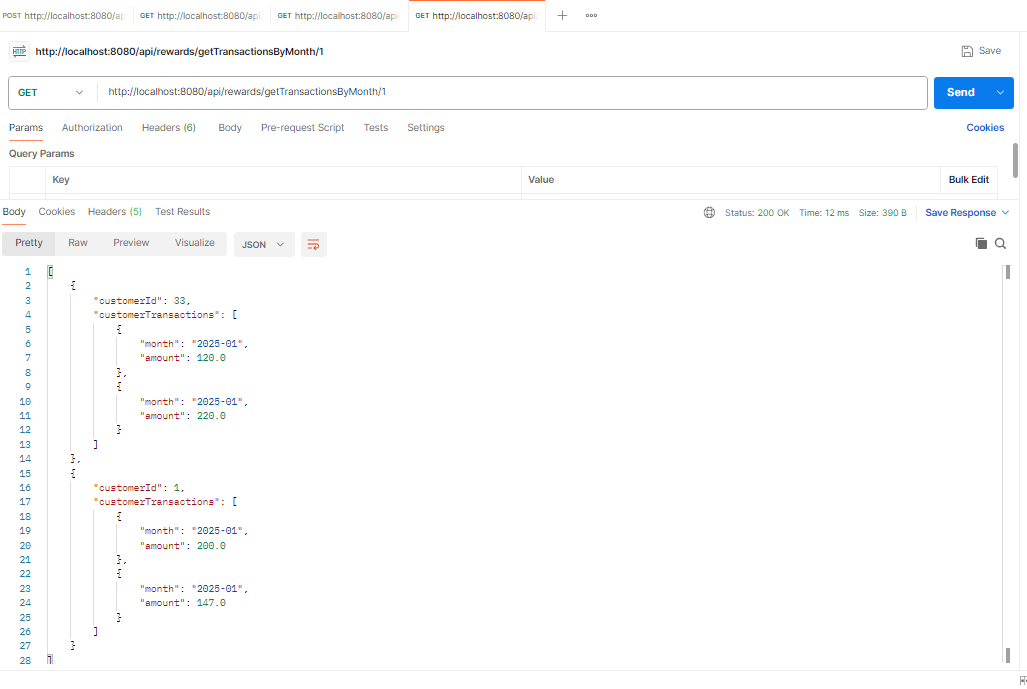 POST http://localhost:8080/ap GET http://localhost:8080/api GET http://localhost:8080/api GET http://localhost:8080/api
HTTP http://localhost:8080/api/rewards/getTransactionsByMonth/1 Save
GET http://localhost:8080/api/rewards/getTransactionsByMonth/1 Send
Params Authorization Headers (6) Body Pre-request Script Tests Settings Cookies
Query Params
Key Value Bulk Edit
Body Cookies Headers (5) Test Results Status: 200 OK Time: 12 ms Size: 390 B Save Response
Pretty Raw Preview Visualize JSON
1 [
2 {
3 "customerId": 33,
4 "customerTransactions": [
5 {
6 "month": "2025-01",
7 "amount": 120.0
8 },
9 {
10 "month": "2025-01",
11 "amount": 220.0
12 }
13 ]
14 },
15 {
16 "customerId": 1,
17 "customerTransactions": [
18 {
19 "month": "2025-01",
20 "amount": 200.0
21 },
22 {
23 "month": "2025-01",
24 "amount": 147.0
25 }
26 ]
27 }
28 ]